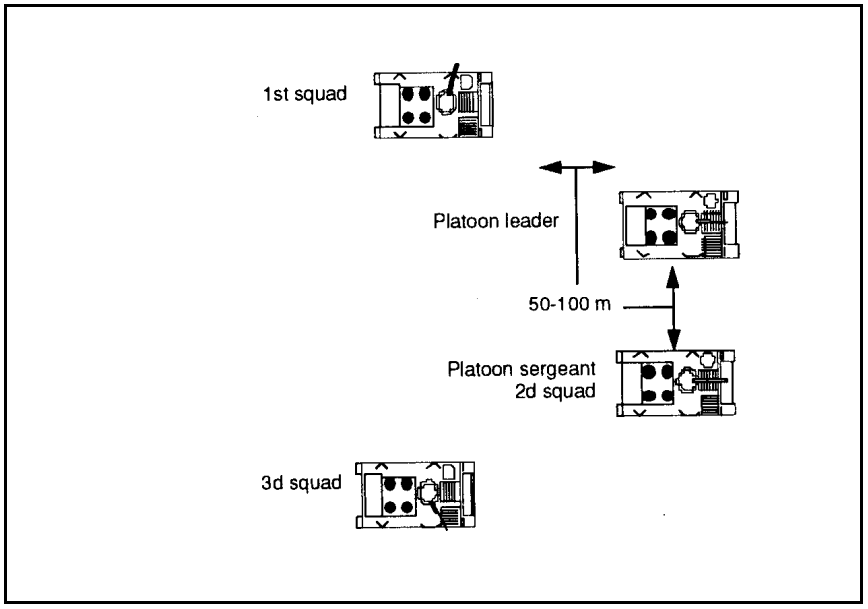 1st squad
Platoon leader
50-100 m
Platoon sergeant
2d squad
3d squad